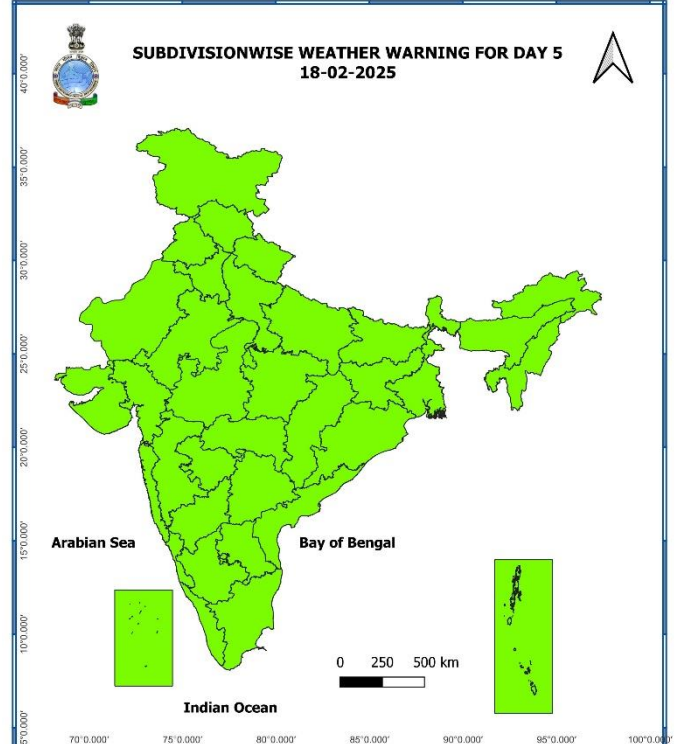 SUBDIVISIONWISE WEATHER WARNING FOR DAY 5
18-02-2025
40°0.000'
35°0.000'
30°0.000'
25°0.000'
20°0.000'
15°0.000'
10°0.000'
5°0.000'
Arabian Sea
Bay of Bengal
0 250 500 km
Indian Ocean
70°0.000' 75°0.000' 80°0.000' 85°0.000' 90°0.000' 95°0.000' 100°0.000'